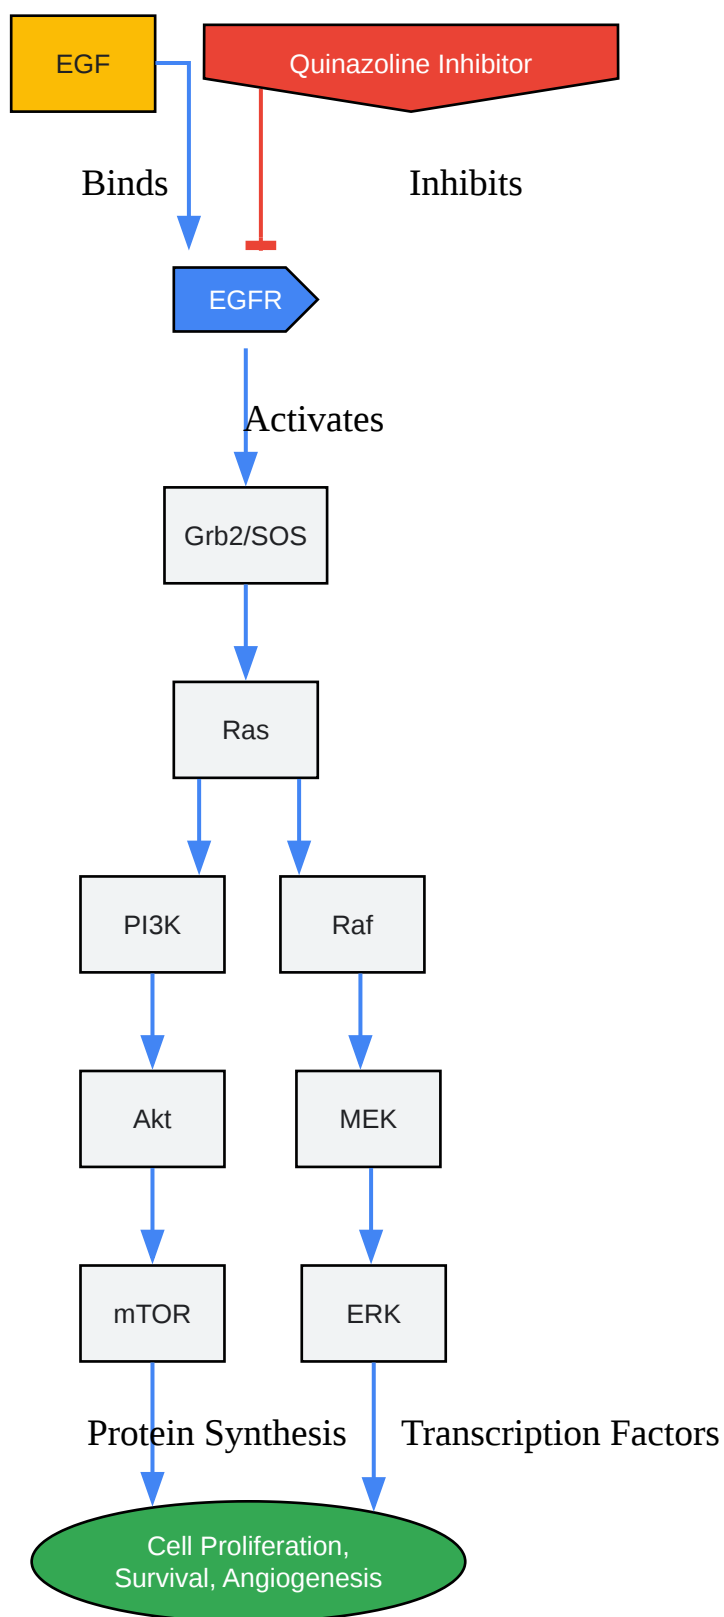 EGF
Quinazoline Inhibitor
Binds
Inhibits
EGFR
Activates
Grb2/SOS
Ras
PI3K
Raf
Akt
MEK
mTOR
ERK
Protein Synthesis
Transcription Factors
Cell Proliferation,
Survival, Angiogenesis